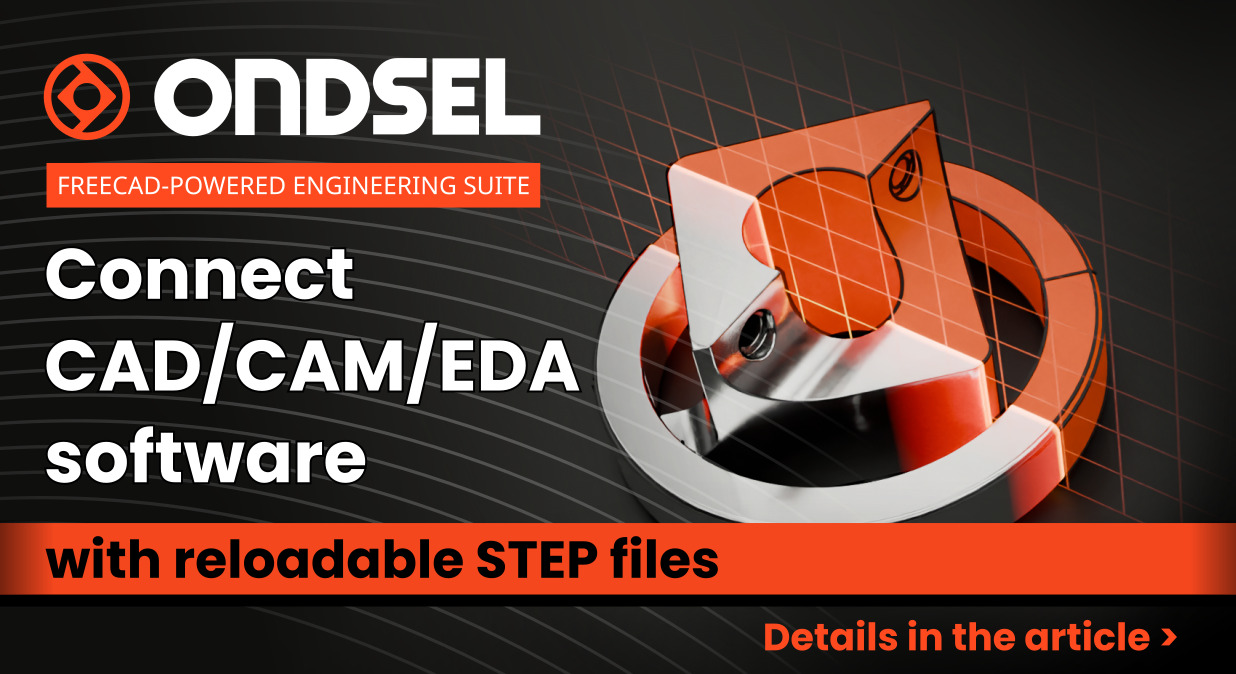 ONDSEL
FREECAD-POWERED ENGINEERING SUITE
Connect
CAD/CAM/EDA
software
with reloadable STEP files
Details in the article >